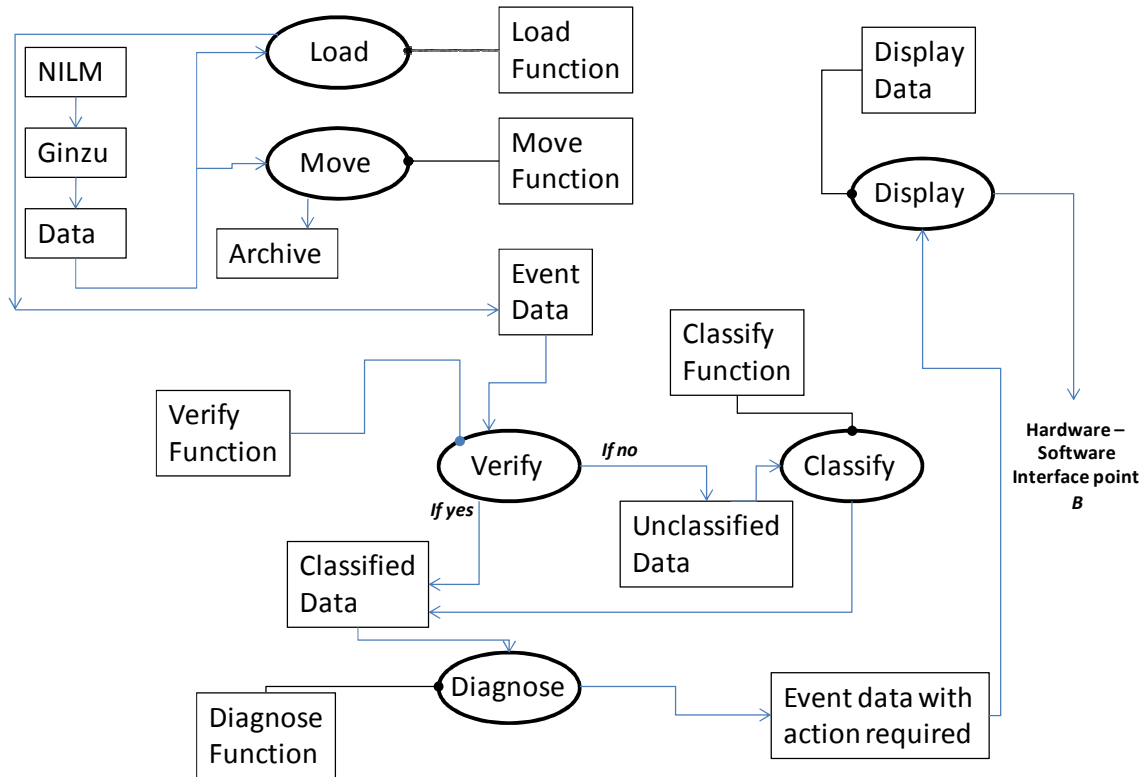 Load
Load
Function
Display
Data
NILM
Ginzu
Move
Move
Function
Display
Data
Archive
Event
Data
Classify
Function
Verify
Function
Hardware –
Software
Interface point
B
If no
Verify
Classify
If yes
Unclassified
Data
Classified
Data
Diagnose
Event data with
action required
Diagnose
Function